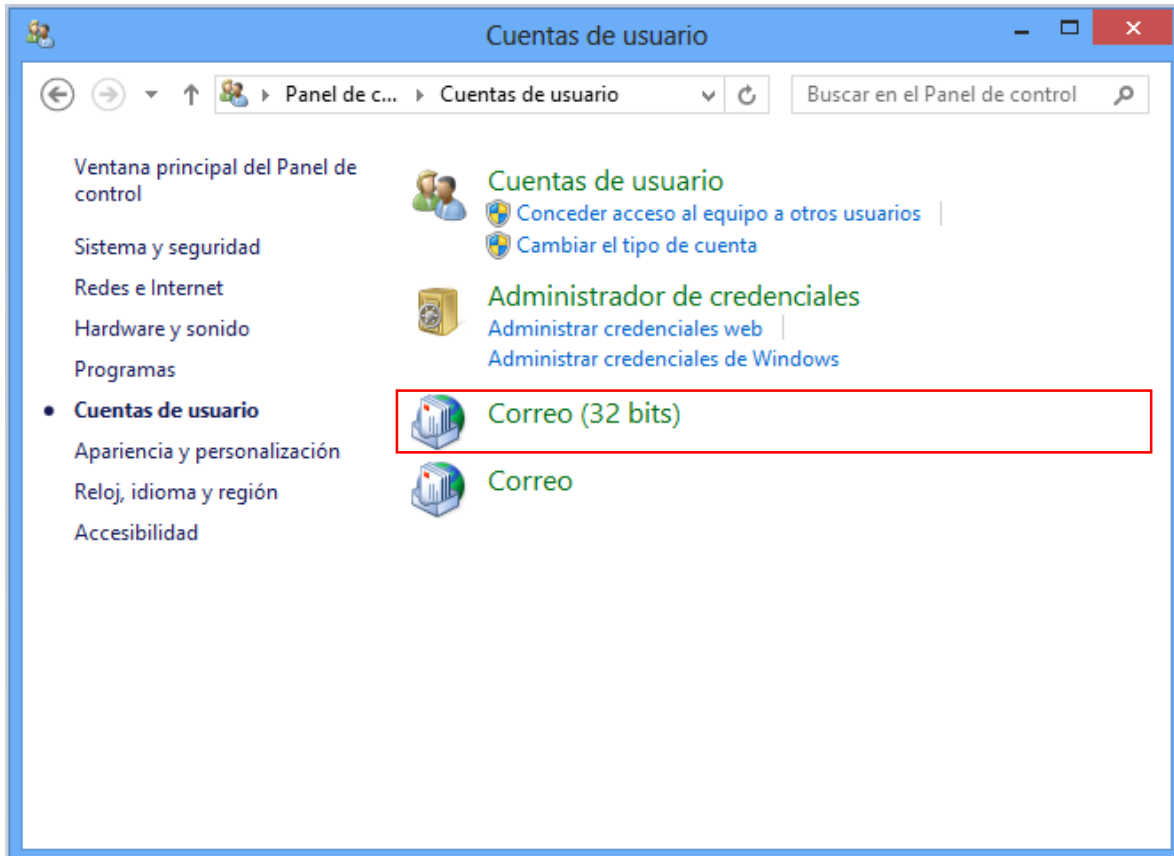 Cuentas de usuario
Panel de c... Cuentas de usuario
Buscar en el Panel de control
Ventana principal del Panel de
control
Sistema y seguridad
Redes e Internet
Hardware y sonido
Programas
Cuentas de usuario
Apariencia y personalización
Reloj, idioma y región
Accesibilidad
Cuentas de usuario
Conceder acceso al equipo a otros usuarios
Cambiar el tipo de cuenta
Administrador de credenciales
Administrar credenciales web
Administrar credenciales de Windows
Correo (32 bits)
Correo